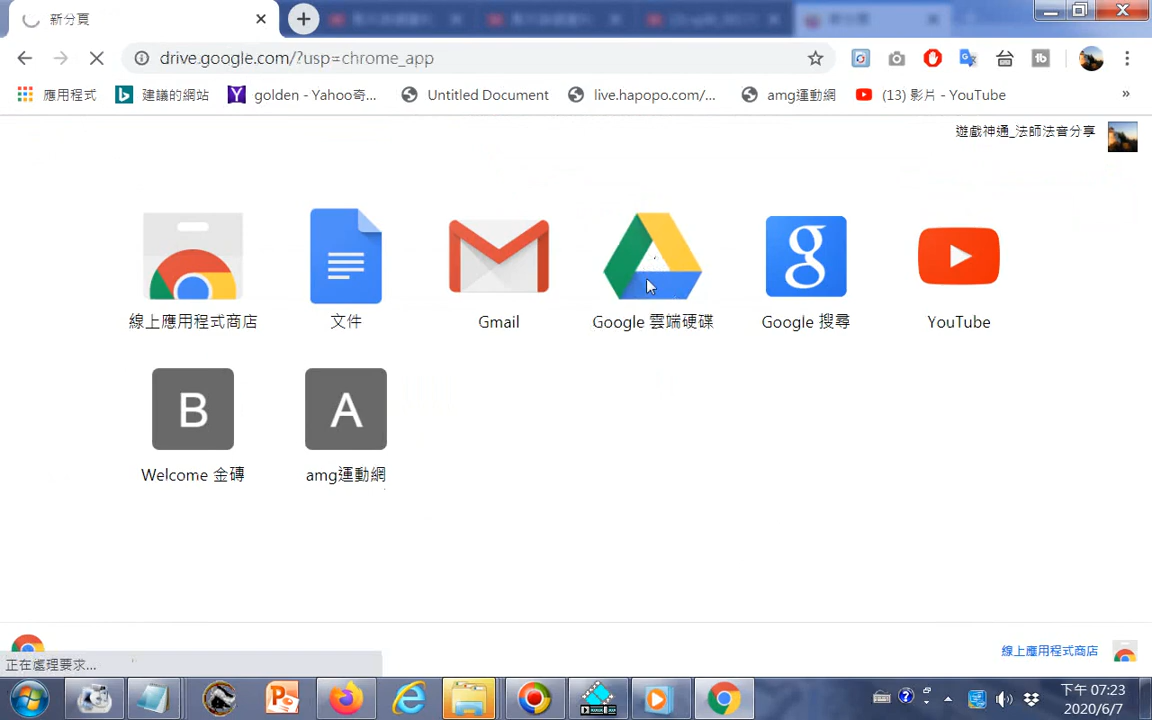 新分頁
drive.google.com/?usp=chrome_app
應用程式
建議的網站
golden - Yahoo奇...
Untitled Document
live.hapopo.com/...
amg運動網
(13) 影片 - YouTube
»
遊戲神通_法師法音分享
線上應用程式商店
文件
Gmail
Google 雲端硬碟
Google 搜尋
YouTube
B
A
Welcome 金磚
amg運動網
正在處理要求...
線上應用程式商店
下午 07:23
2020/6/7